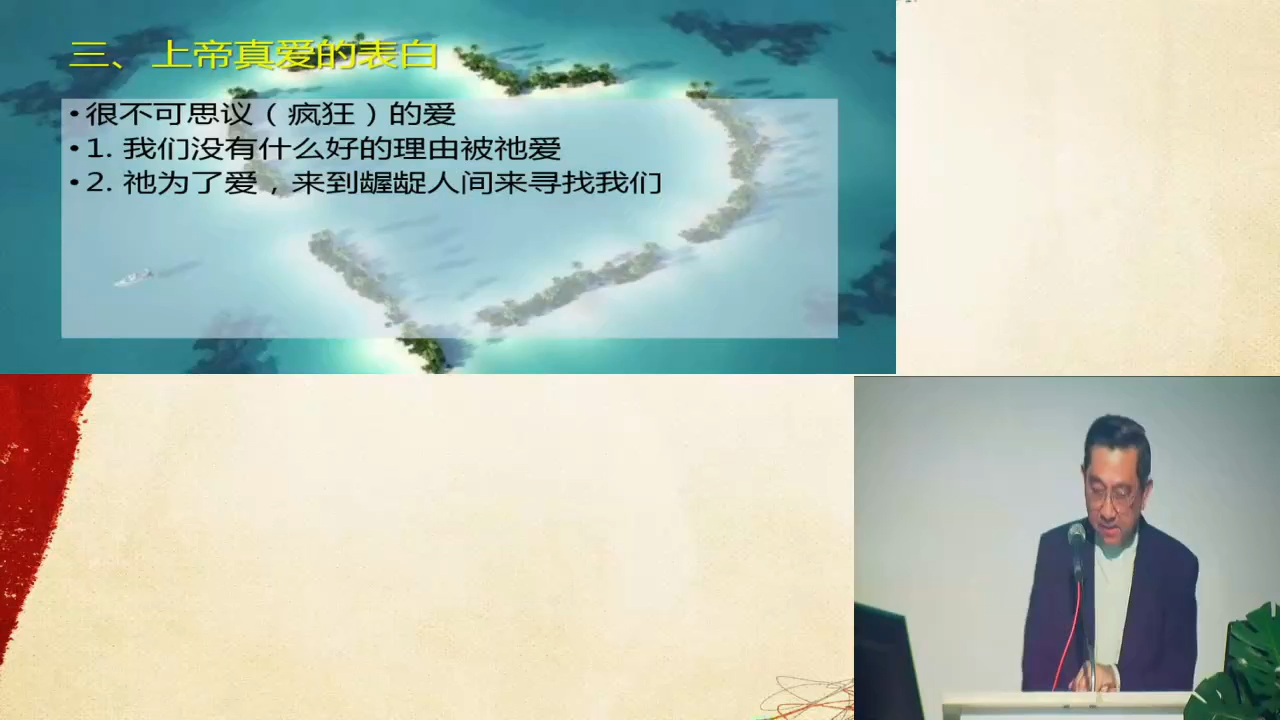 三、上帝真爱的表白
•很不可思议（疯狂）的爱
•1. 我们没有什么好的理由被祂爱
•2. 祂为了爱，来到龌龊人间来寻找我们